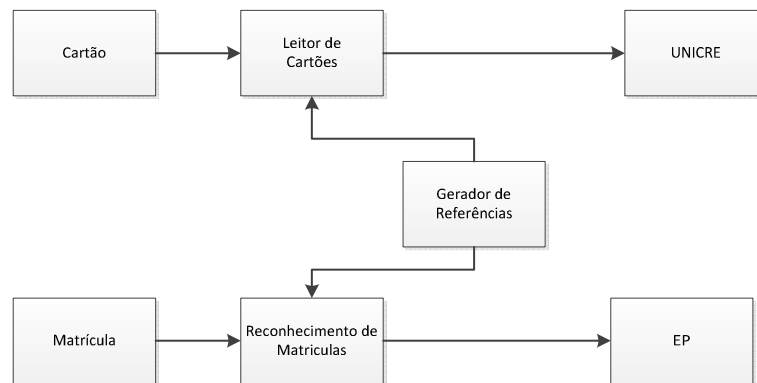 Cartão
Leitor de
Cartões
UNICRE
Gerador de
Referências
Matrícula
Reconhecimento de
Matriculas
EP